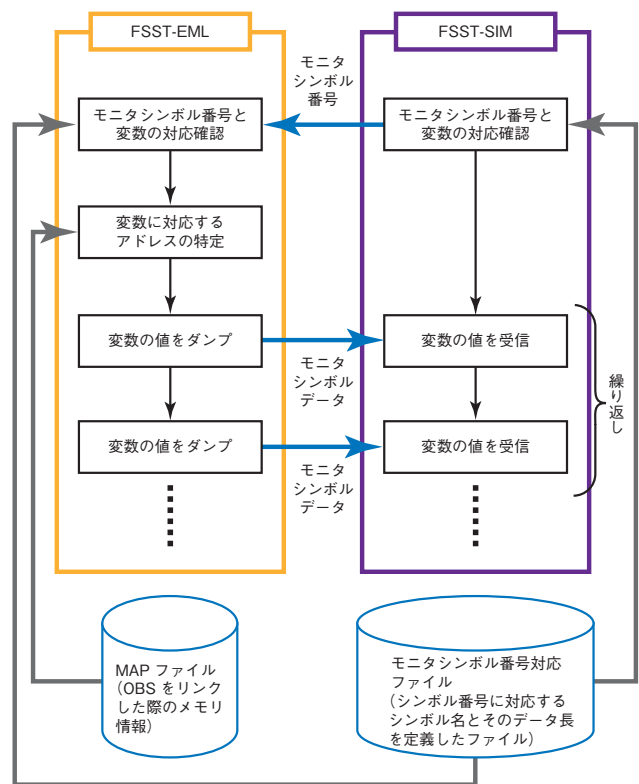 FSST-EML
FSST-SIM
モニタ
シンボル
番号
モニタシンボル番号と
変数の対応確認
モニタシンボル番号と
変数の対応確認
変数に対応する
アドレスの特定
変数の値をダンプ
変数の値を受信
モニタ
シンボル
データ
繰り返し
変数の値をダンプ
変数の値を受信
モニタ
シンボル
データ
MAP ファイル
(OBS をリンク
した際のメモリ
情報)
モニタシンボル番号対応
ファイル
(シンボル番号に対応する
シンボル名とそのデータ長
を定義したファイル)